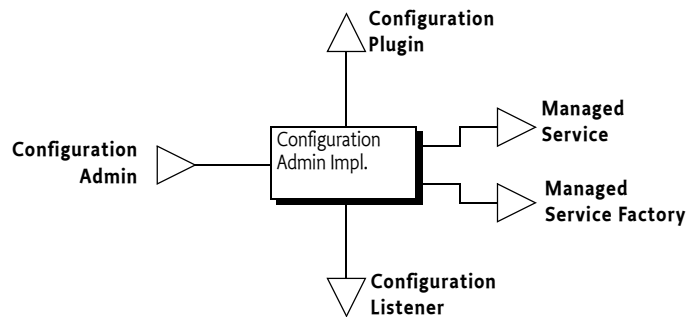 Configuration
Plugin
Managed
Service
Configuration
Admin Impl.
Configuration
Admin
Managed
Service Factory
Configuration
Listener